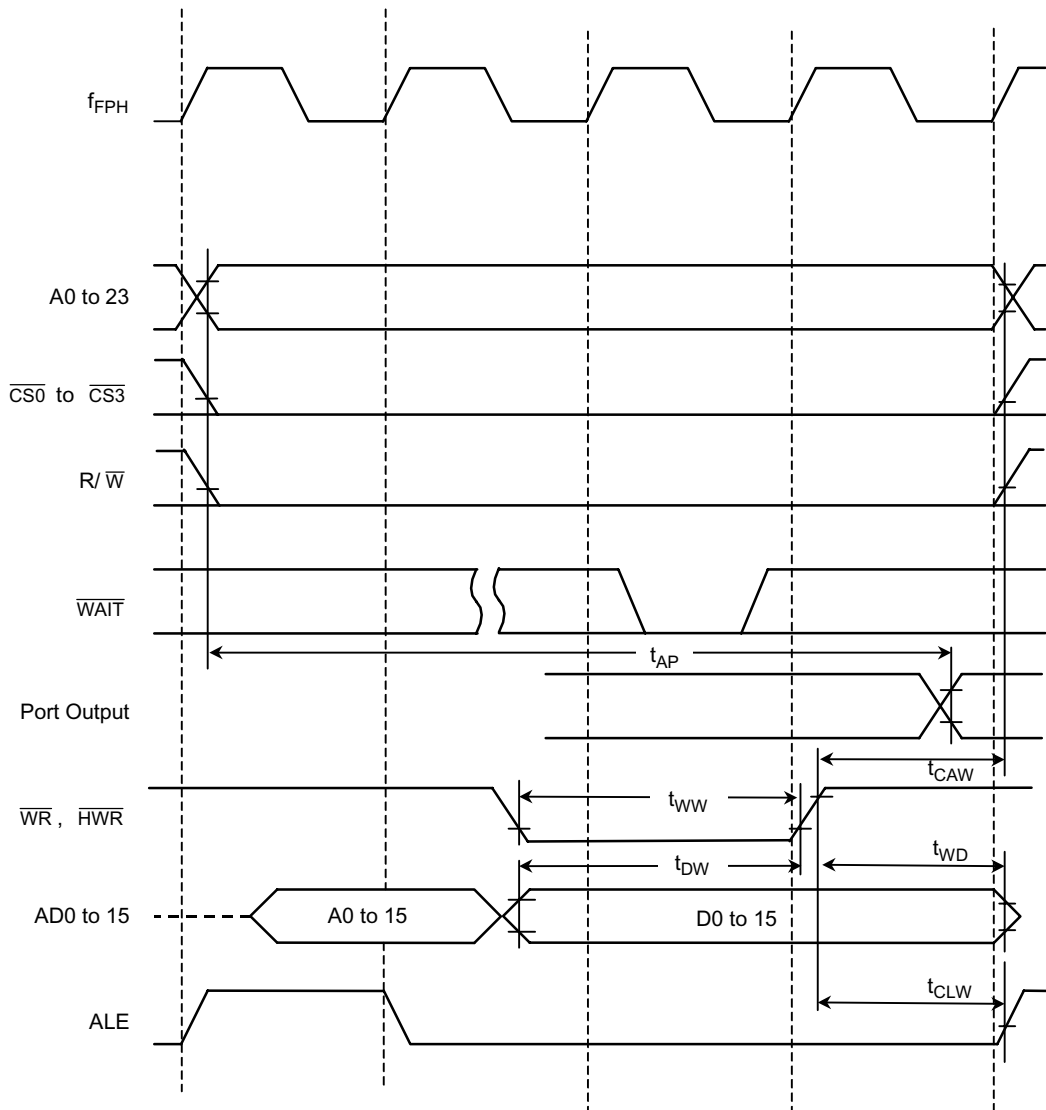 fFPH
A0 to 23
CS0 to CS3
R/ W
WAIT
tAP
Port Output
tCAW
WR , HWR
tWW
tDW
tWD
AD0 to 15
A0 to 15
D0 to 15
tCLW
ALE